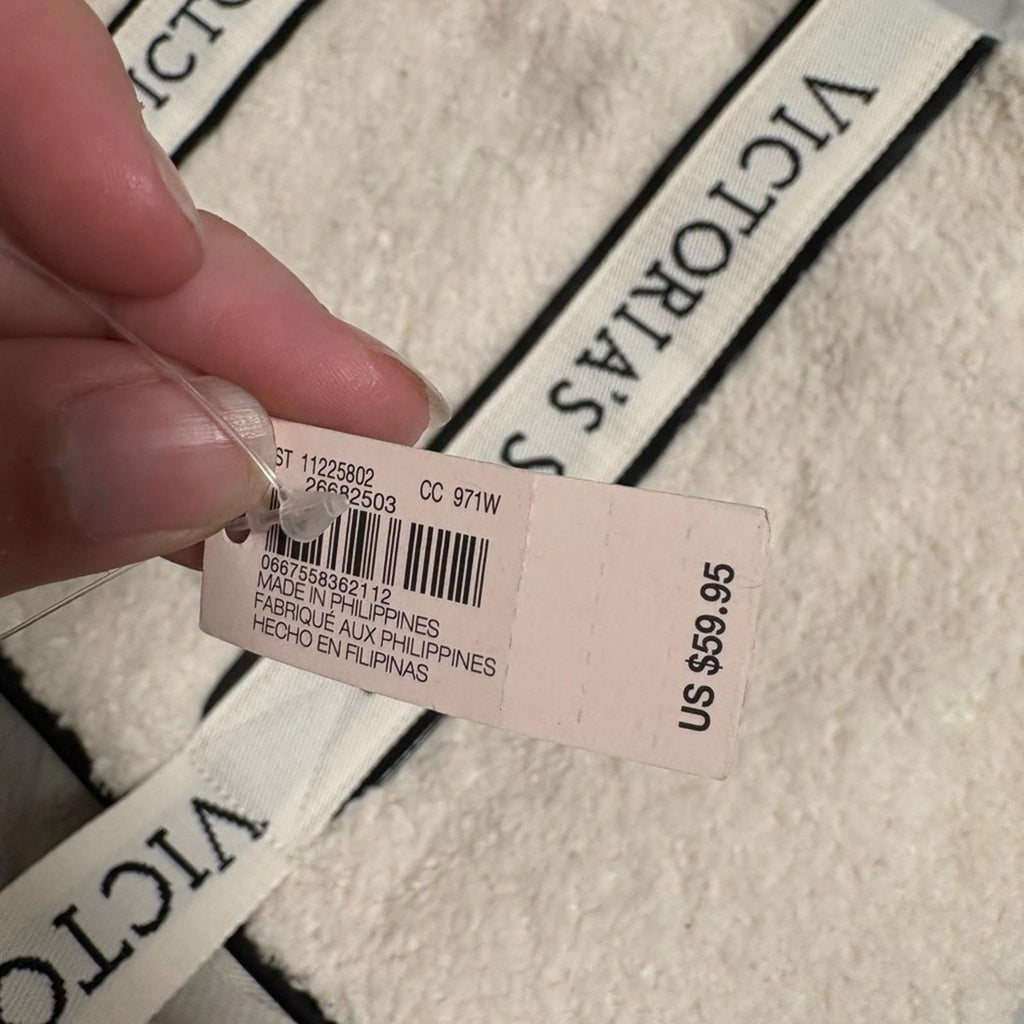 VICTO
VICTORIA'S S
ST 11225802
26682503
CC 971W
0667558362112
MADE IN PHILIPPINES
FABRIQUÉ AUX PHILIPPINES
HECHO EN FILIPINAS
US $59.95
VICTO